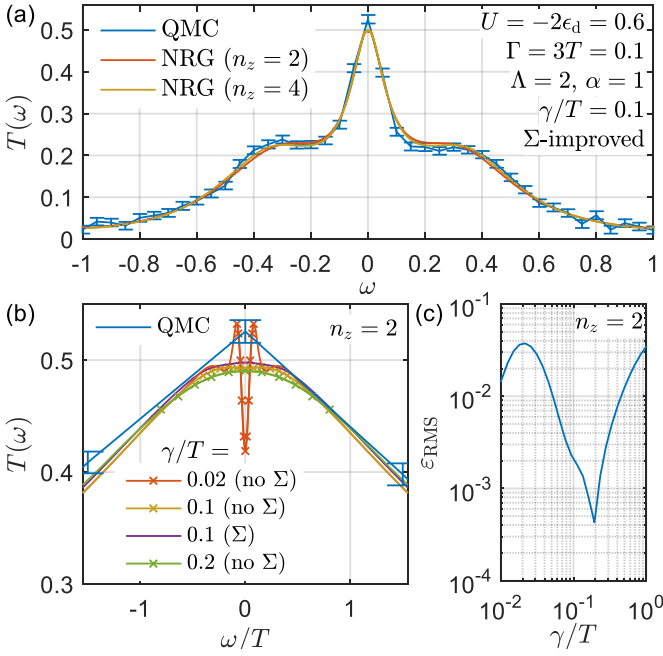 (a)
QMC
NRG (n_z = 2)
NRG (n_z = 4)
U = −2ϵ_d = 0.6
Γ = 3T = 0.1
Λ = 2, α = 1
γ/T = 0.1
Σ-improved
T(ω)
0.5
0.4
0.3
0.2
0.1
0
-1 -0.8 -0.6 -0.4 -0.2 0 0.2 0.4 0.6 0.8 1
ω
(b)
QMC
n_z = 2
T(ω)
0.5
0.4
0.3
γ/T =
0.02 (no Σ)
0.1 (no Σ)
0.1 (Σ)
0.2 (no Σ)
-1 0 1
ω/T
(c)
n_z = 2
ε_RMS
10^-1
10^-2
10^-3
10^-4
10^-2 10^-1 10^0
γ/T